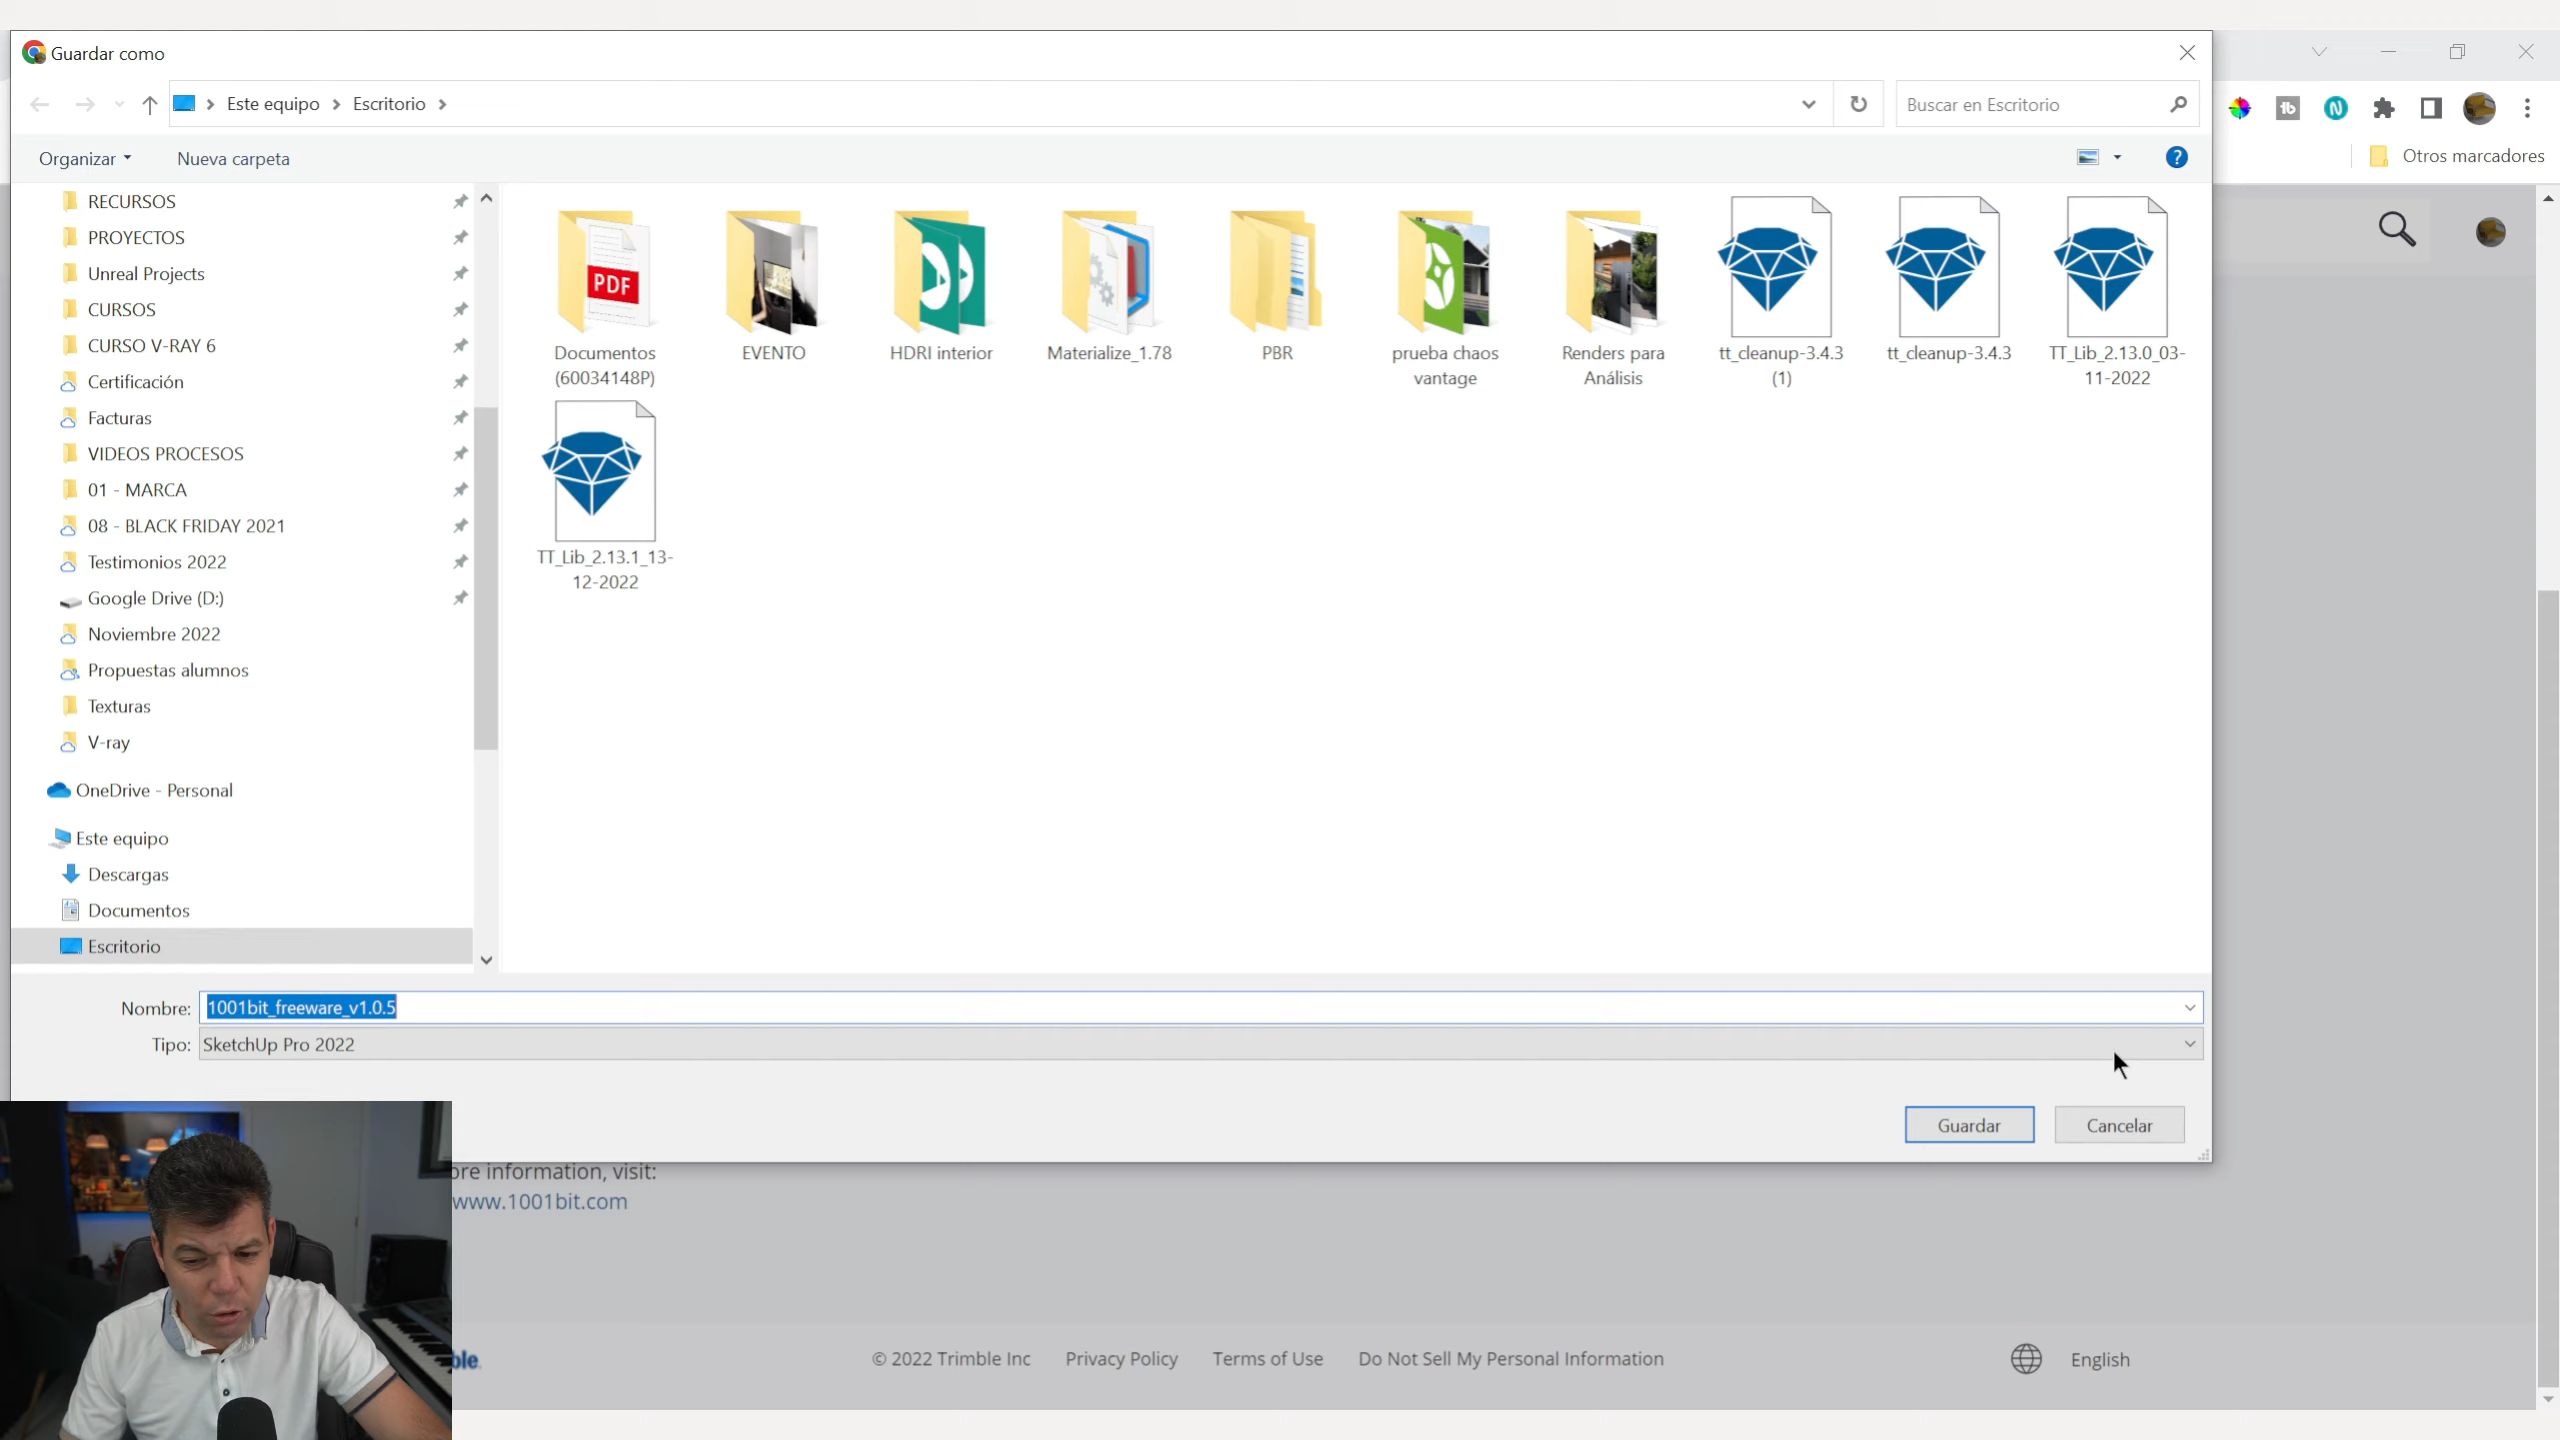 Guardar como
Este equipo
Escritorio
Buscar en Escritorio
Organizar
Nueva carpeta
Otros marcadores
RECURSOS
PROYECTOS
Unreal Projects
CURSOS
CURSO V-RAY 6
Certificación
Facturas
VIDEOS PROCESOS
01 - MARCA
08 - BLACK FRIDAY 2021
Testimonios 2022
Google Drive (D:)
Noviembre 2022
Propuestas alumnos
Texturas
V-ray
OneDrive - Personal
Este equipo
Descargas
Documentos
Escritorio
PDF
Documentos
(60034148P)
EVENTO
HDRI interior
Materialize_1.78
PBR
prueba chaos
vantage
Renders para
Análisis
tt_cleanup-3.4.3
(1)
tt_cleanup-3.4.3
TT_Lib_2.13.0_03-
11-2022
TT_Lib_2.13.1_13-
12-2022
Nombre: 1001bit_freeware_v1.0.5
Tipo: SketchUp Pro 2022
Guardar
Cancelar
ore information, visit:
www.1001bit.com
ble.
© 2022 Trimble Inc
Privacy Policy
Terms of Use
Do Not Sell My Personal Information
English